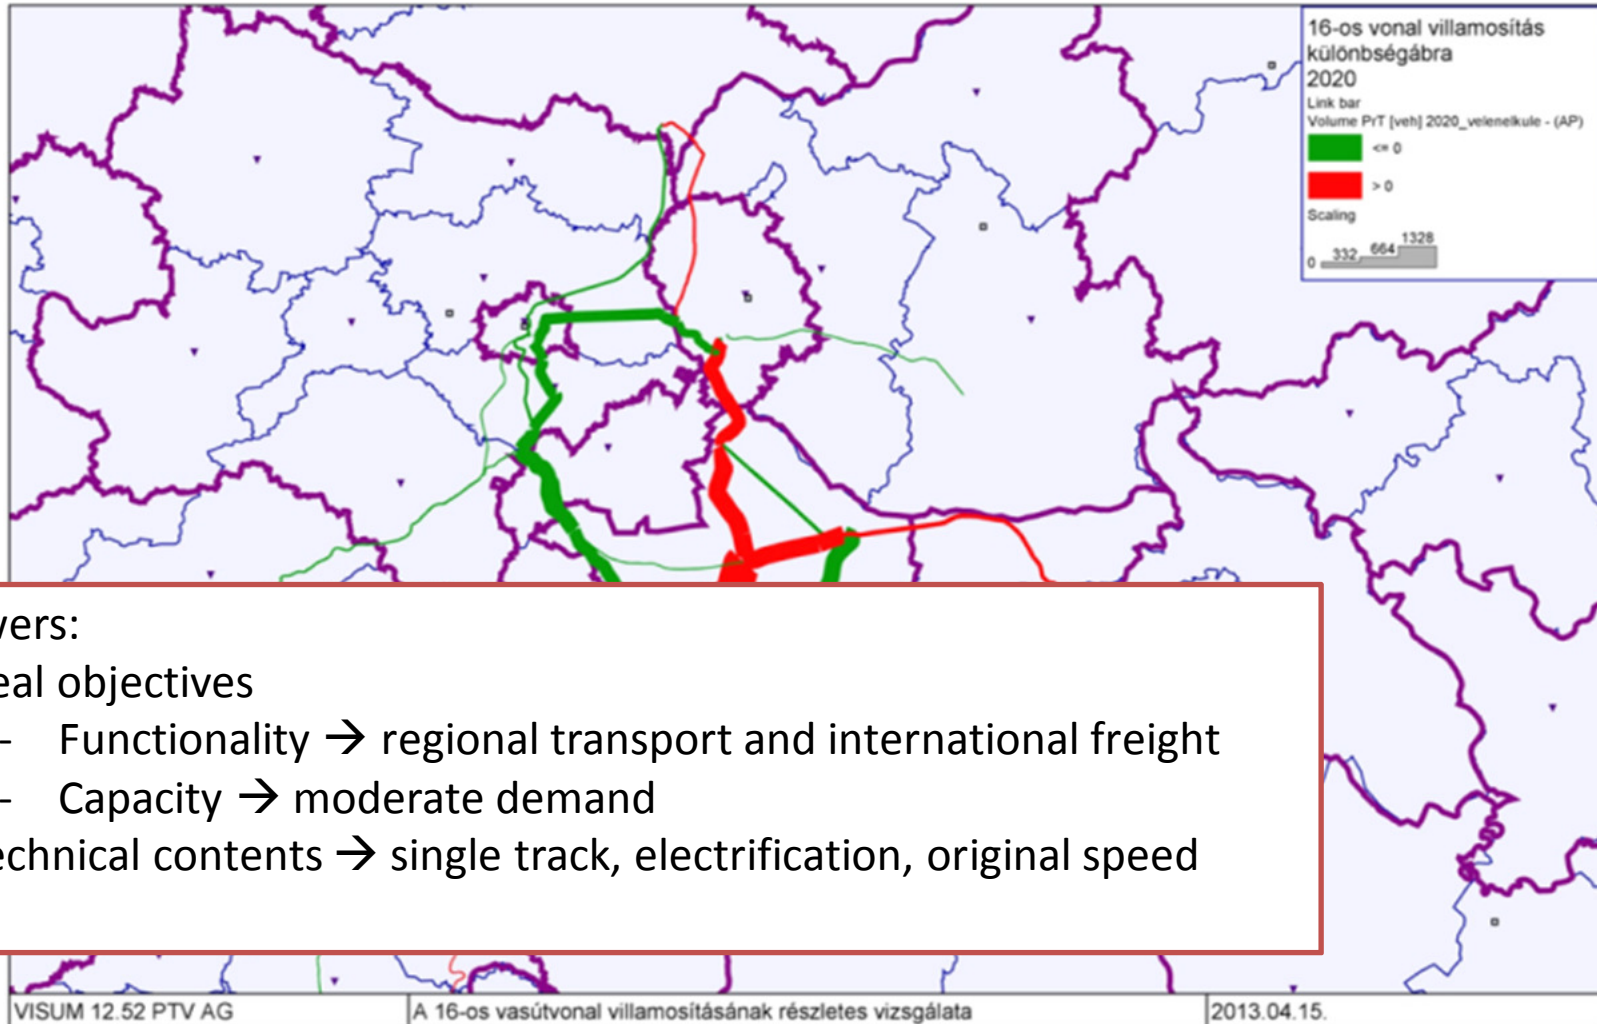 16-os vonal villamosítás
különbségábra
2020
Link bar
Volume PrT [veh] 2020_velenelkule - (AP)
<= 0
> 0
Scaling
0 332 664 1328
vers:
eal objectives
- Functionality → regional transport and international freight
- Capacity → moderate demand
echnical contents → single track, electrification, original speed
VISUM 12.52 PTV AG
A 16-os vasútvonal villamosításának részletes vizsgálata
2013.04.15.